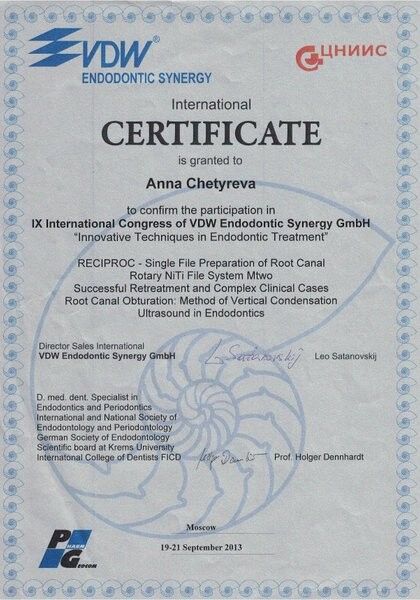 VDW®
ENDODONTIC SYNERGY
ЦНИИС
International
CERTIFICATE
is granted to
Anna Chetyreva
to confirm the participation in
IX International Congress of VDW Endodontic Synergy GmbH
"Innovative Techniques in Endodontic Treatment"
RECIPROC - Single File Preparation of Root Canal
Rotary NiTi File System Mtwo
Successful Retreatment and Complex Clinical Cases
Root Canal Obturation: Method of Vertical Condensation
Ultrasound in Endodontics
Director Sales International
VDW Endodontic Synergy GmbH
Leo Satanovskij
D. med. dent. Specialist in
Endodontics and Periodontics
International and National Society of
Endodontology and Periodontology
German Society of Endodontology
Scientific board at Krems University
International College of Dentists FICD
Prof. Holger Dennhardt
Moscow
19-21 September 2013
PHAER
GEDCOM